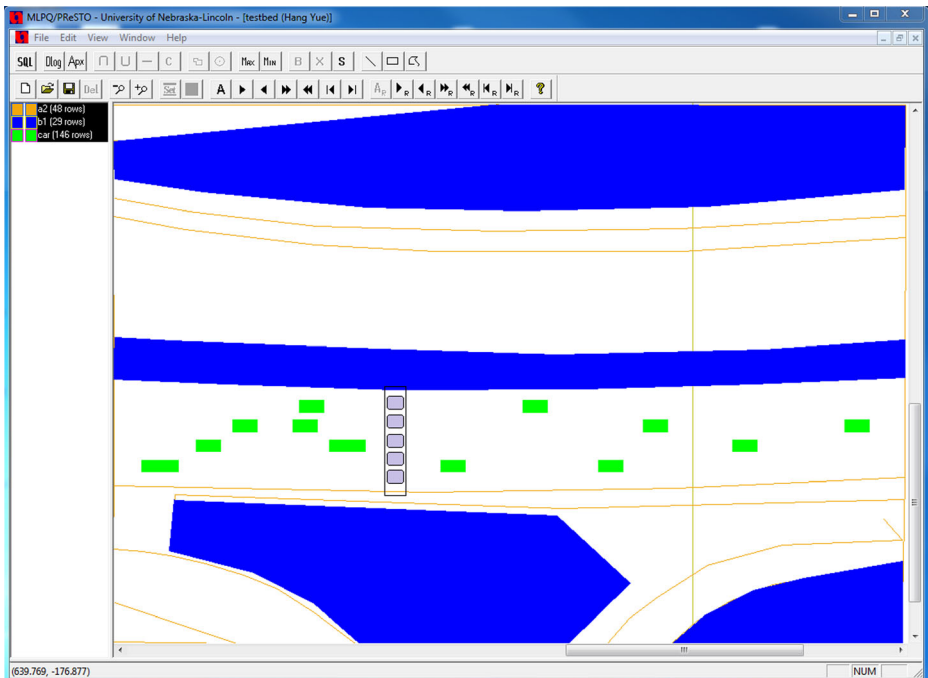 MLPQ/PReSTO - University of Nebraska-Lincoln - [testbed (Hang Yue)]
File Edit View Window Help
SQL Dlog Apx ∩ U — C Max Min B X S
Del Set A A R R R R R R R ?
a2 (48 rows)
b1 (29 rows)
car (146 rows)
(639.769, -176.877) NUM